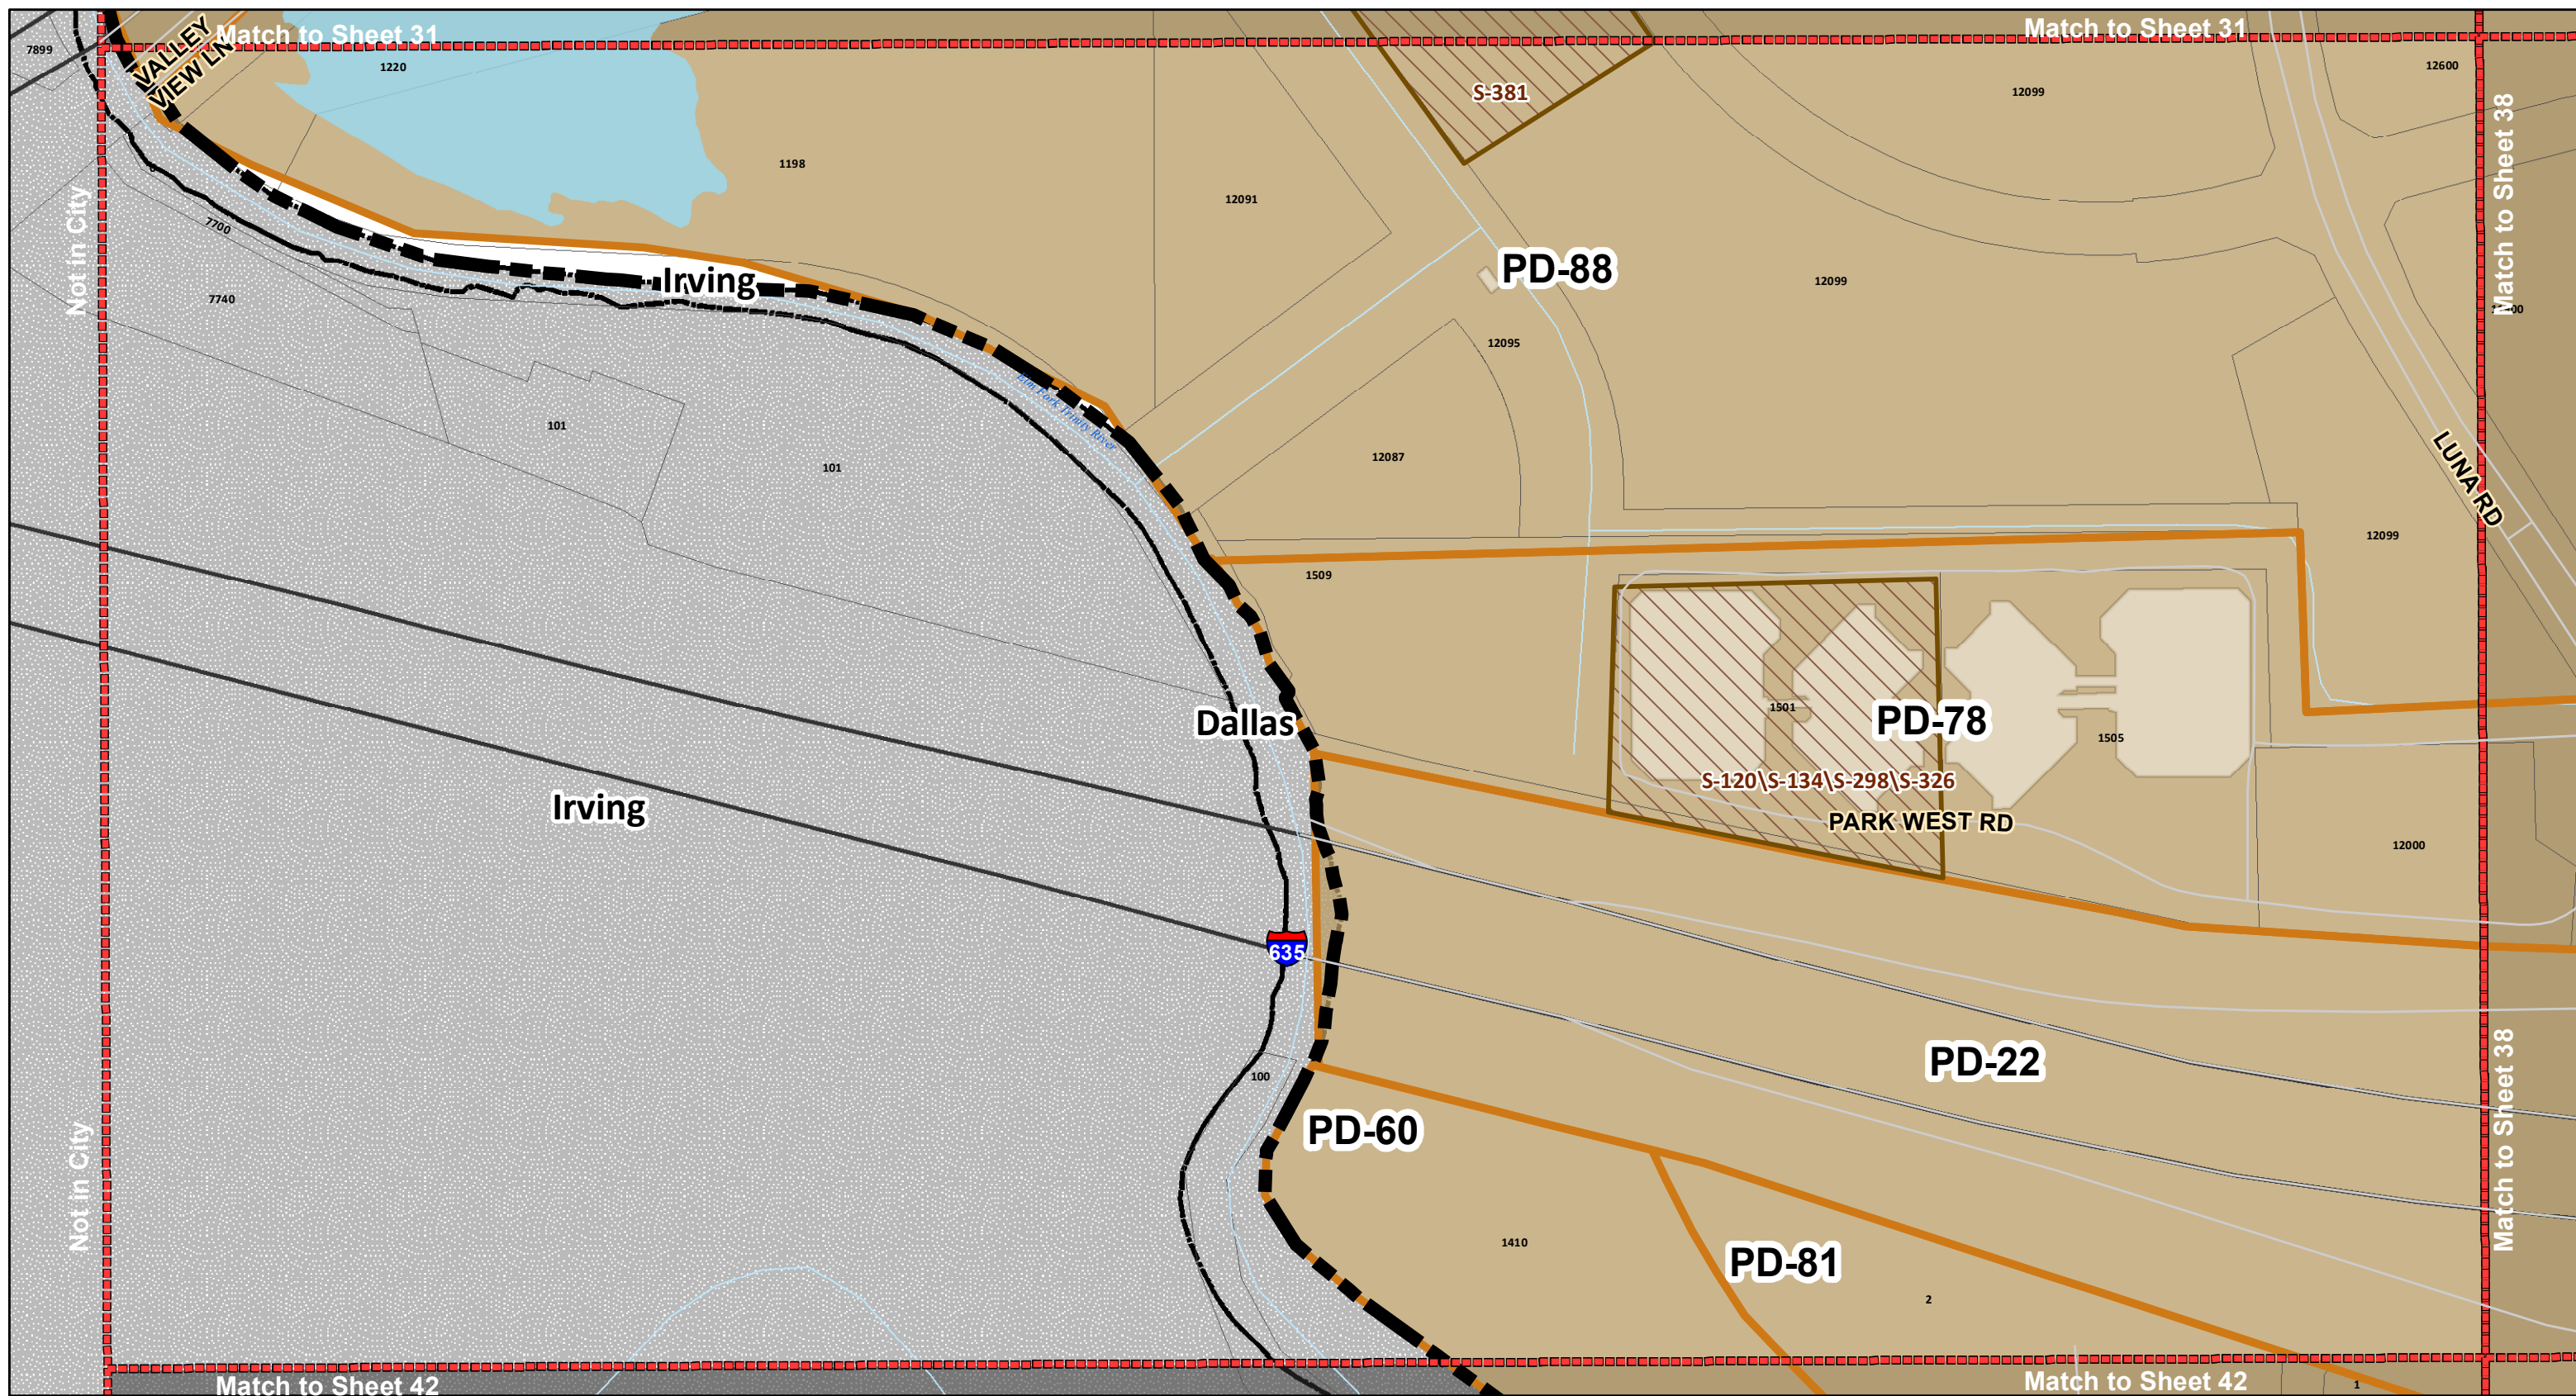 Match to Sheet 31
Match to Sheet 31
7899
VALLEY
VIEW LN
1220
12600
S-381
12099
Match to Sheet 38
1198
Not in City
12091
7700
PD-88
Irving
12099
7740
12095
Elm Fork Trinity River
101
12087
101
LUNA RD
12099
1509
1501
Dallas
PD-78
1505
S-120\S-134\S-298\S-326
Irving
PARK WEST RD
12000
635
PD-22
100
PD-60
Not in City
Match to Sheet 38
1410
PD-81
2
Match to Sheet 42
Match to Sheet 42
1